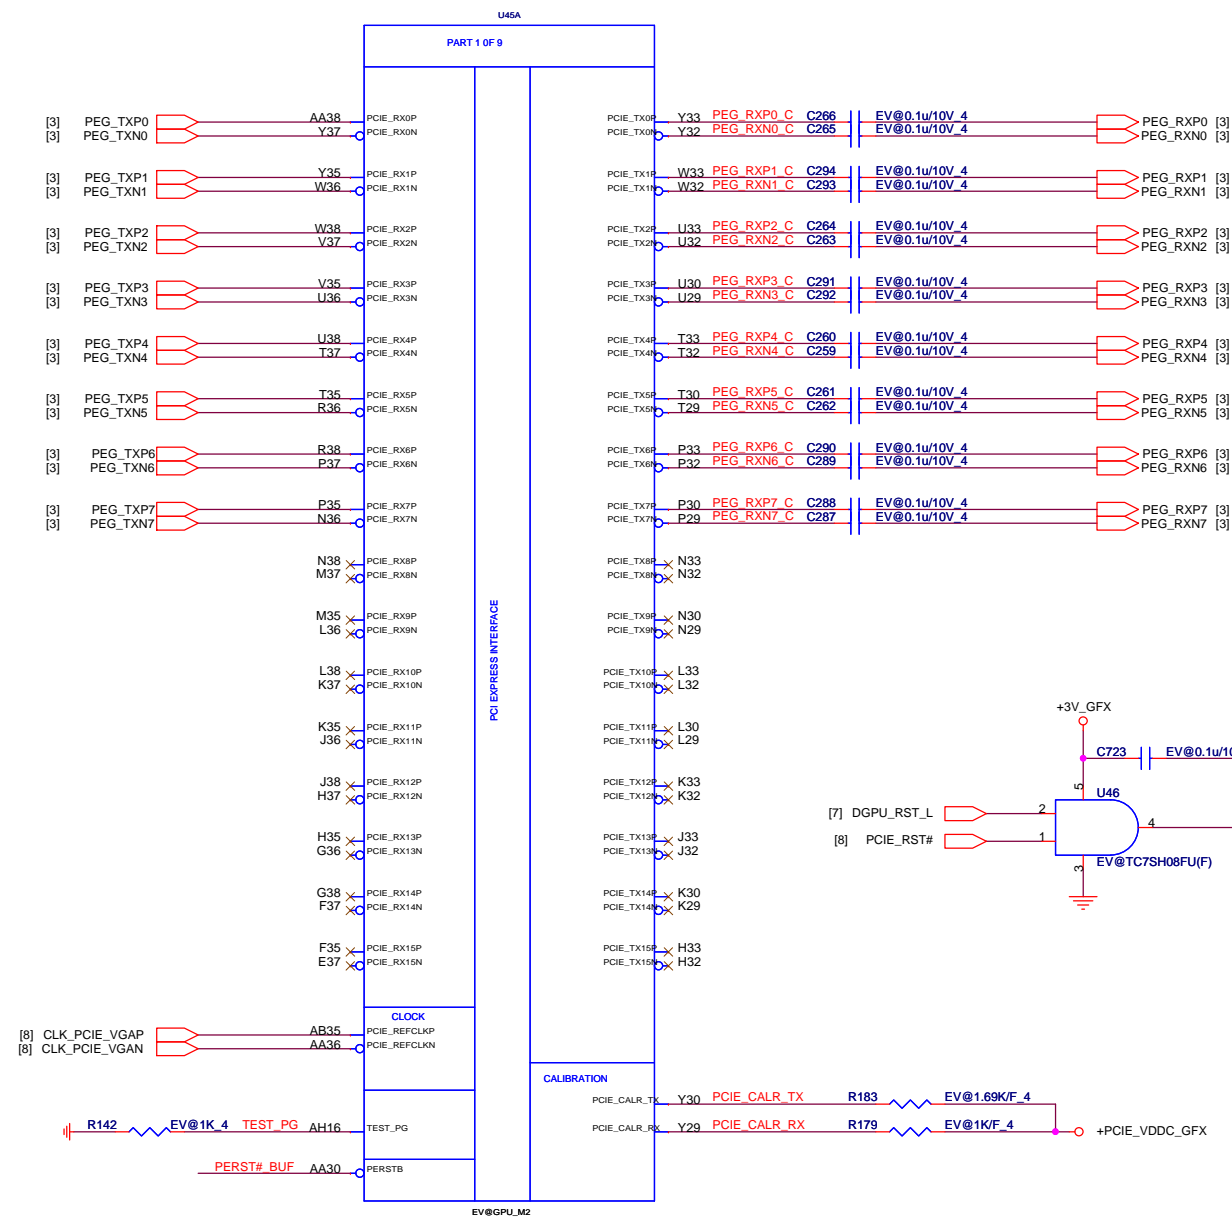 U45A
PART 1 0F 9
[3] PEG_TXP0 AA38 PCIE_RX0P PCIE_TX0P Y33 PEG_RXP0_C C266 EV@0.1u/10V_4 PEG_RXP0 [3]
[3] PEG_TXN0 Y37 PCIE_RX0N PCIE_TX0N Y32 PEG_RXN0_C C265 EV@0.1u/10V_4 PEG_RXN0 [3]
[3] PEG_TXP1 Y35 PCIE_RX1P PCIE_TX1P W33 PEG_RXP1_C C294 EV@0.1u/10V_4 PEG_RXP1 [3]
[3] PEG_TXN1 W36 PCIE_RX1N PCIE_TX1N W32 PEG_RXN1_C C293 EV@0.1u/10V_4 PEG_RXN1 [3]
[3] PEG_TXP2 W38 PCIE_RX2P PCIE_TX2P U33 PEG_RXP2_C C264 EV@0.1u/10V_4 PEG_RXP2 [3]
[3] PEG_TXN2 V37 PCIE_RX2N PCIE_TX2N U32 PEG_RXN2_C C263 EV@0.1u/10V_4 PEG_RXN2 [3]
[3] PEG_TXP3 V35 PCIE_RX3P PCIE_TX3P U30 PEG_RXP3_C C291 EV@0.1u/10V_4 PEG_RXP3 [3]
[3] PEG_TXN3 U36 PCIE_RX3N PCIE_TX3N U29 PEG_RXN3_C C292 EV@0.1u/10V_4 PEG_RXN3 [3]
[3] PEG_TXP4 U38 PCIE_RX4P PCIE_TX4P T33 PEG_RXP4_C C260 EV@0.1u/10V_4 PEG_RXP4 [3]
[3] PEG_TXN4 T37 PCIE_RX4N PCIE_TX4N T32 PEG_RXN4_C C259 EV@0.1u/10V_4 PEG_RXN4 [3]
[3] PEG_TXP5 T35 PCIE_RX5P PCIE_TX5P T30 PEG_RXP5_C C261 EV@0.1u/10V_4 PEG_RXP5 [3]
[3] PEG_TXN5 R36 PCIE_RX5N PCIE_TX5N T29 PEG_RXN5_C C262 EV@0.1u/10V_4 PEG_RXN5 [3]
[3] PEG_TXP6 R38 PCIE_RX6P PCIE_TX6P P33 PEG_RXP6_C C290 EV@0.1u/10V_4 PEG_RXP6 [3]
[3] PEG_TXN6 P37 PCIE_RX6N PCIE_TX6N P32 PEG_RXN6_C C289 EV@0.1u/10V_4 PEG_RXN6 [3]
[3] PEG_TXP7 P35 PCIE_RX7P PCIE_TX7P P30 PEG_RXP7_C C288 EV@0.1u/10V_4 PEG_RXP7 [3]
[3] PEG_TXN7 N36 PCIE_RX7N PCIE_TX7N P29 PEG_RXN7_C C287 EV@0.1u/10V_4 PEG_RXN7 [3]
N38 PCIE_RX8P PCIE_TX8P N33
M37 PCIE_RX8N PCIE_TX8N N32
M35 PCIE_RX9P PCIE_TX9P N30
L36 PCIE_RX9N PCIE_TX9N N29
PCI EXPRESS INTERFACE
L38 PCIE_RX10P PCIE_TX10P L33
K37 PCIE_RX10N PCIE_TX10N L32
K35 PCIE_RX11P PCIE_TX11P L30
J36 PCIE_RX11N PCIE_TX11N L29
J38 PCIE_RX12P PCIE_TX12P K33
H37 PCIE_RX12N PCIE_TX12N K32
H35 PCIE_RX13P PCIE_TX13P J33
G36 PCIE_RX13N PCIE_TX13N J32
G38 PCIE_RX14P PCIE_TX14P K30
F37 PCIE_RX14N PCIE_TX14N K29
F35 PCIE_RX15P PCIE_TX15P H33
E37 PCIE_RX15N PCIE_TX15N H32
+3V_GFX
C723 EV@0.1u/10
5
U46
[7] DGPU_RST_L 2
4
[8] PCIE_RST# 1
3
EV@TC7SH08FU(F)
CLOCK
[8] CLK_PCIE_VGAP AB35 PCIE_REFCLKP
[8] CLK_PCIE_VGAN AA36 PCIE_REFCLKN
CALIBRATION
PCIE_CALR_TX Y30 PCIE_CALR_TX R183 EV@1.69K/F_4
R142 EV@1K_4 TEST_PG AH16 TEST_PG PCIE_CALR_RX Y29 PCIE_CALR_RX R179 EV@1K/F_4 +PCIE_VDDC_GFX
PERST#_BUF AA30 PERSTB
EV@GPU_M2